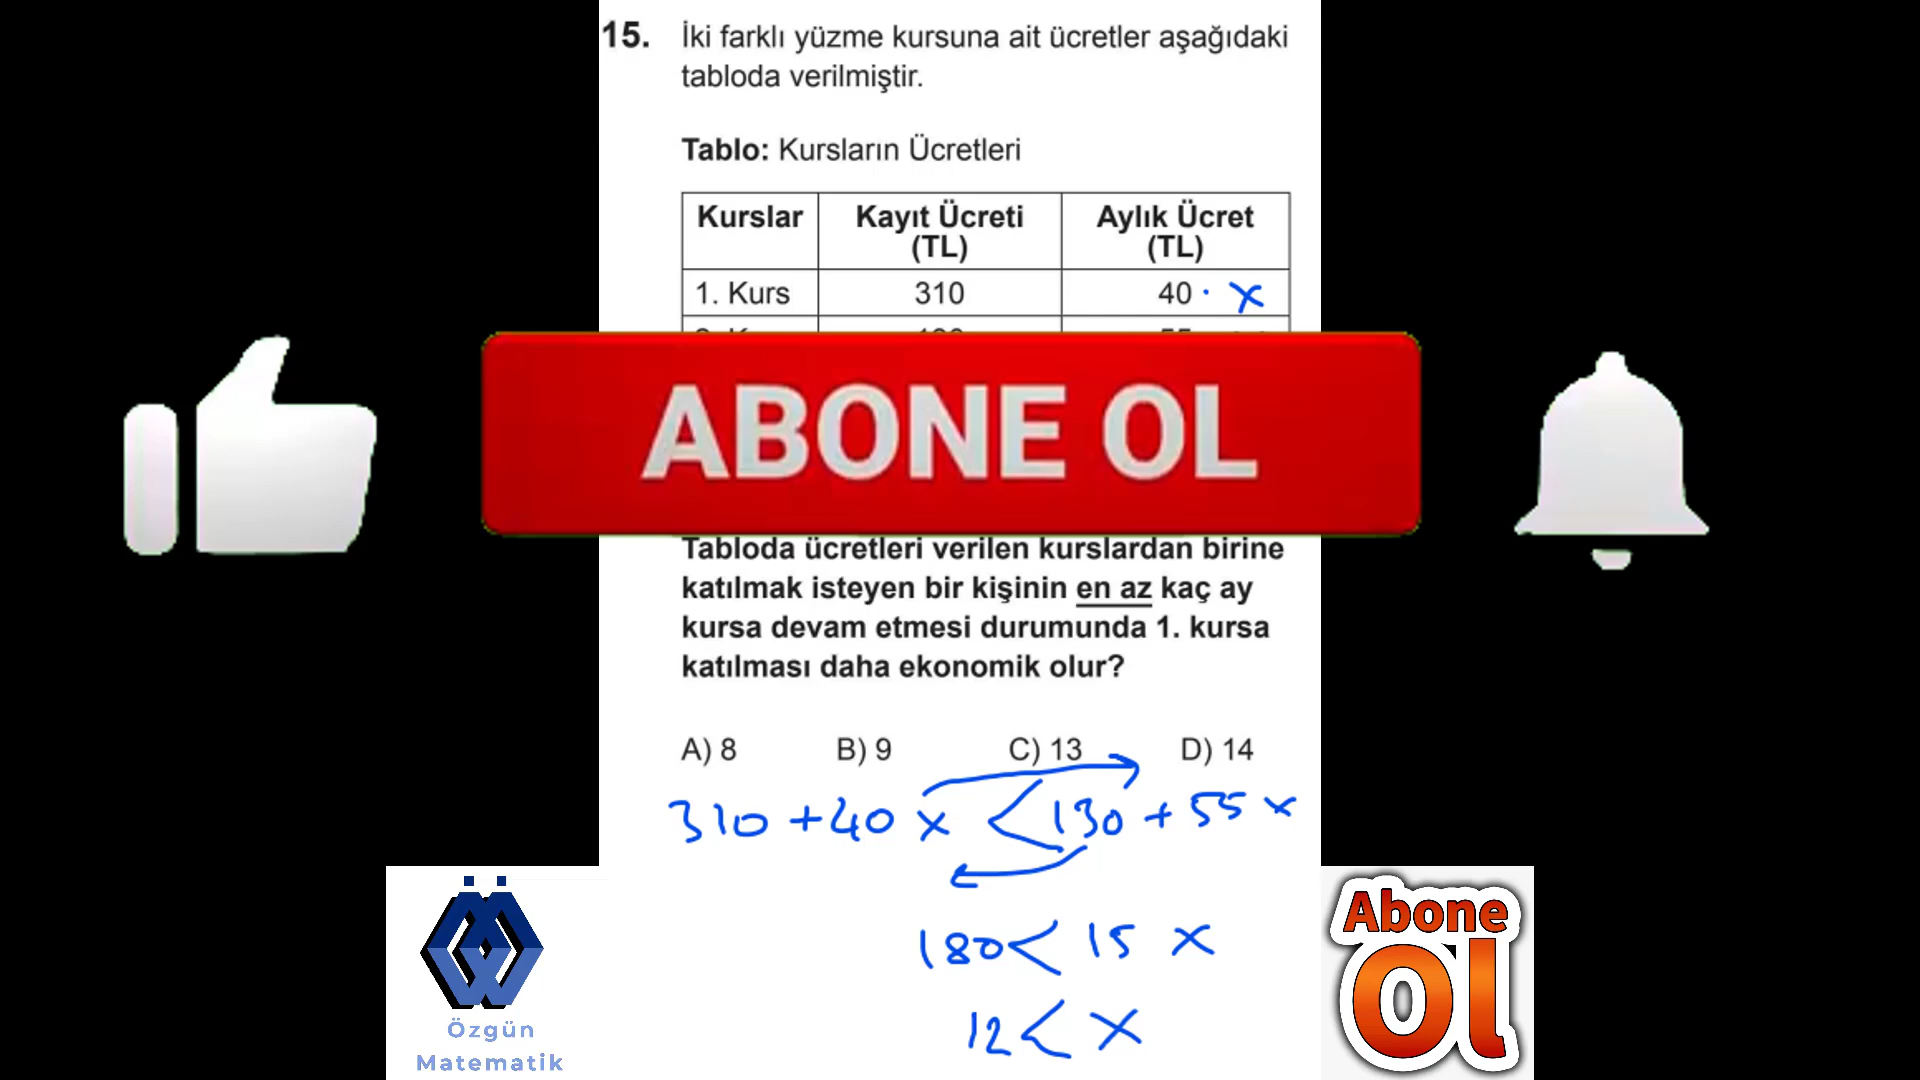 15. İki farklı yüzme kursuna ait ücretler aşağıdaki
tabloda verilmiştir.
Tablo: Kursların Ücretleri
Kurslar Kayıt Ücreti (TL) Aylık Ücret (TL)
1. Kurs 310 40 · x
ABONE OL
Tabloda ücretleri verilen kurslardan birine
katılmak isteyen bir kişinin en az kaç ay
kursa devam etmesi durumunda 1. kursa
katılması daha ekonomik olur?
A) 8 B) 9 C) 13 D) 14
310 + 40 x < 130 + 55 x
180 < 15 x
12 < x
Özgün
Matematik
Abone
Ol